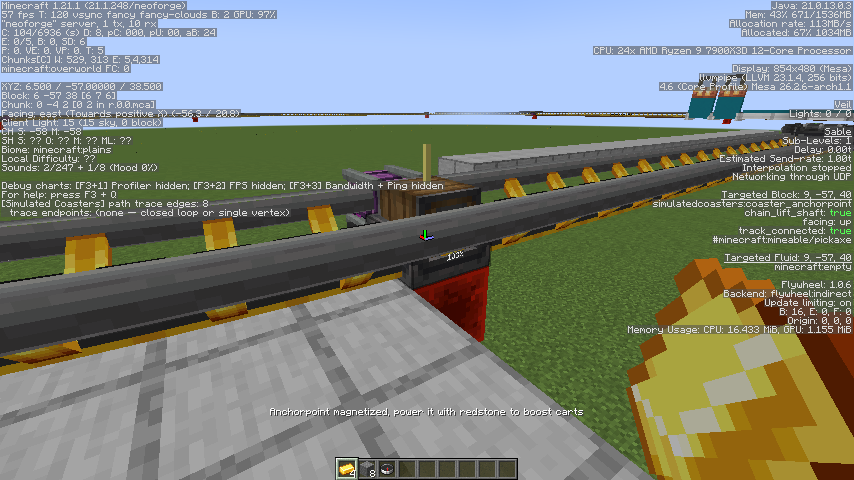 Minecraft 1.21.1 (21.1.248/neoforge)
57 fps T: 120 vsync fancy fancy-clouds B: 2 GPU: 97%
"neoforge" server, 1 tx, 10 rx
C: 104/6936 (s) D: 8, pC: 000, pU: 00, aB: 24
E: 0/5, B: 0, SD: 6
P: 0, VE: 0, VP: 0, T: 5
Chunks[C] W: 529, 313 E: 5,4,314
minecraft:overworld FC: 0
XYZ: 6.500 / -57.00000 / 38.500
Block: 6 -57 38 [6 7 6]
Chunk: 0 -4 2 [0 2 in r.0.0.mca]
Facing: east (Towards positive X) (-56.3 / 20.8)
Client Light: 15 (15 sky, 0 block)
CH S: -58 M: -58
SH S: ?? O: ?? M: ?? ML: ??
Biome: minecraft:plains
Local Difficulty: ??
Sounds: 2/247 + 1/8 (Mood 0%)
Debug charts: [F3+1] Profiler hidden; [F3+2] FPS hidden; [F3+3] Bandwidth + Ping hidden
For help: press F3 + Q
[Simulated Coasters] path trace edges: 8
trace endpoints: (none — closed loop or single vertex)
Java: 21.0.13.0.3
Mem: 43% 671/1536MB
Allocation rate: 113MB/s
Allocated: 67% 1034MB
CPU: 24x AMD Ryzen 9 7900X3D 12-Core Processor
Display: 854x480 (Mesa)
llvmpipe (LLVM 23.1.4, 256 bits)
4.6 (Core Profile) Mesa 26.2.6-arch1.1
Veil
Lights: 0 / 0
Sable
Sub-Levels: 1
Delay: 0.00t
Estimated Send-rate: 1.00t
Interpolation stopped
Networking through UDP
Targeted Block: 9, -57, 40
simulatedcoasters:coaster_anchorpoint
chain_lift_shaft: true
facing: up
track_connected: true
#minecraft:mineable/pickaxe
Targeted Fluid: 9, -57, 40
minecraft:empty
Flywheel: 1.0.6
Backend: flywheel:indirect
Update limiting: on
B: 16, E: 0, F: 0
Origin: 0, 0, 0
Memory Usage: CPU: 16.433 MiB, GPU: 1.155 MiB
100%
Anchorpoint magnetized, power it with redstone to boost carts
4
8